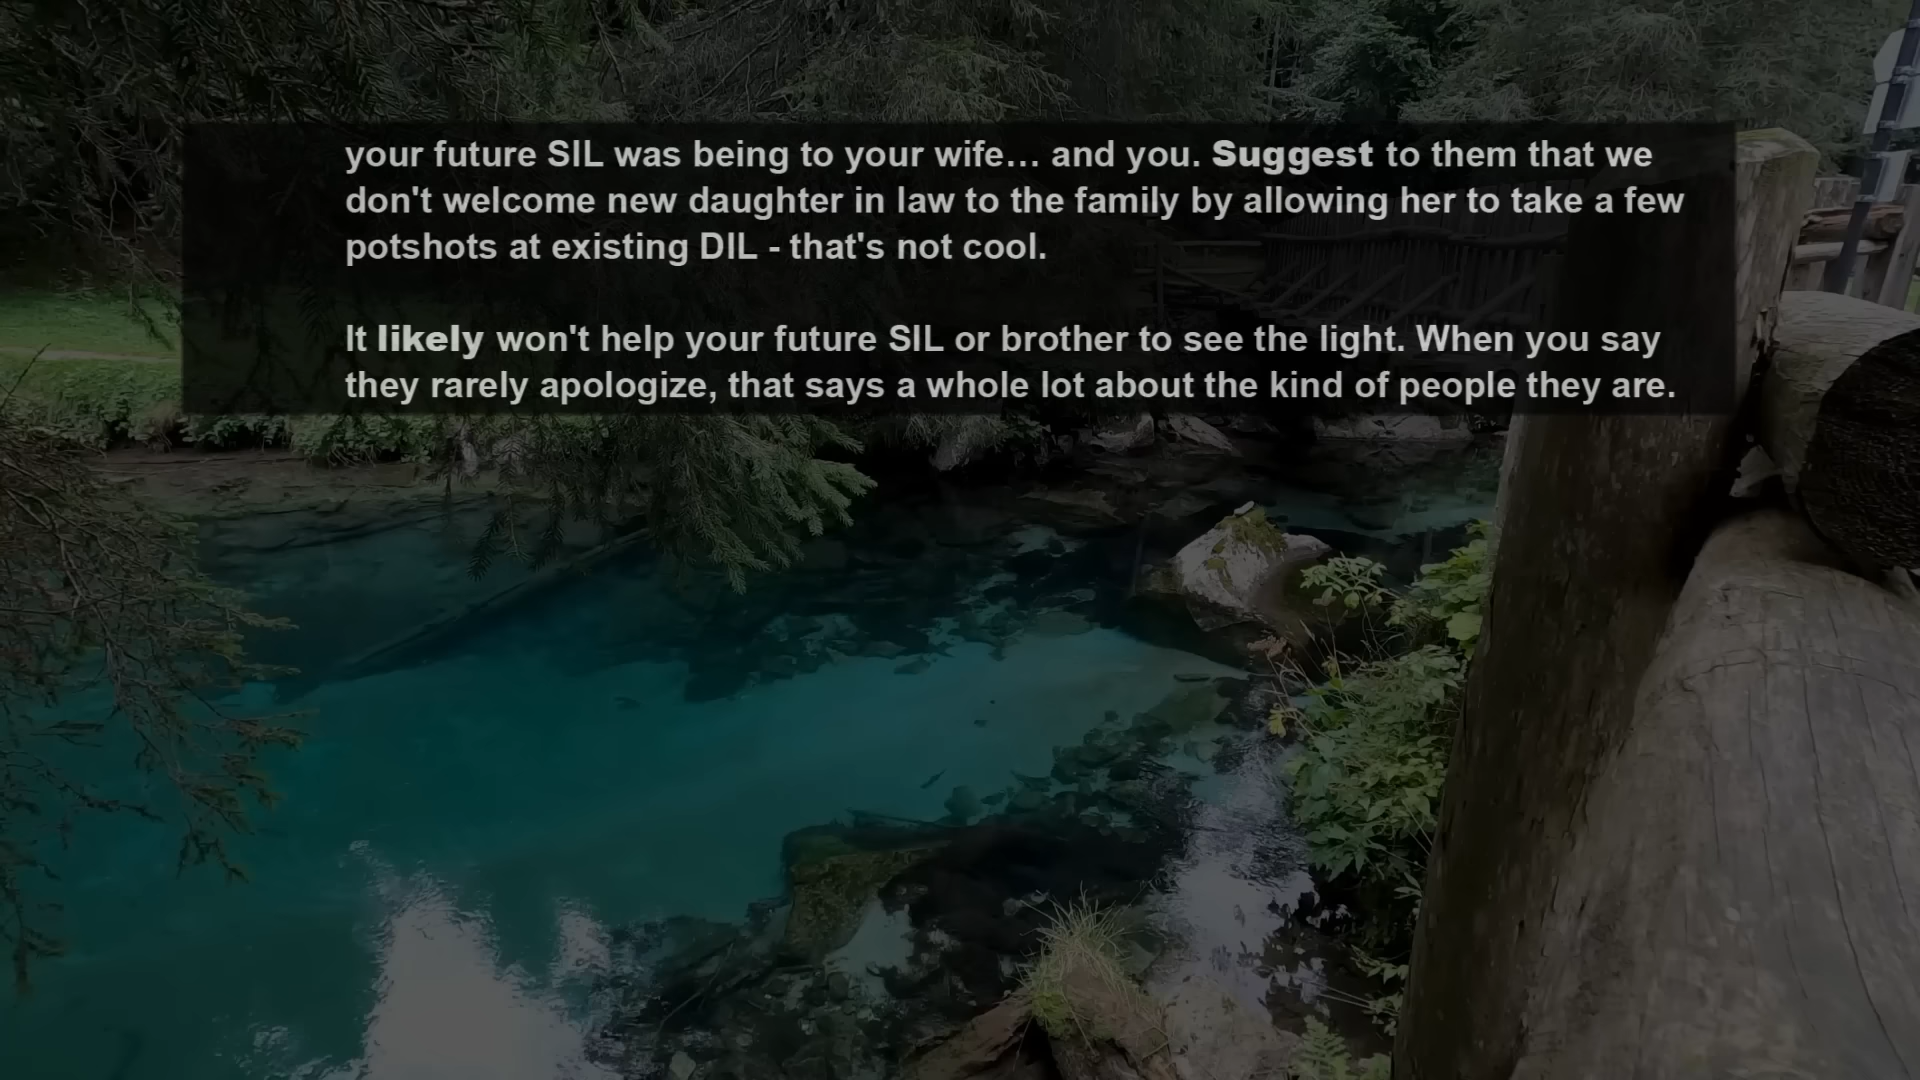 your future SIL was being to your wife… and you. Suggest to them that we
don't welcome new daughter in law to the family by allowing her to take a few
potshots at existing DIL - that's not cool.
It likely won't help your future SIL or brother to see the light. When you say
they rarely apologize, that says a whole lot about the kind of people they are.